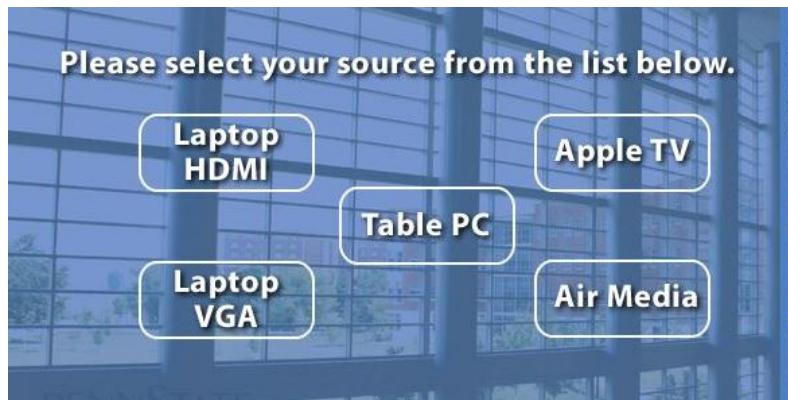 Please select your source from the list below.
Laptop
HDMI
Apple TV
Table PC
Laptop
VGA
Air Media